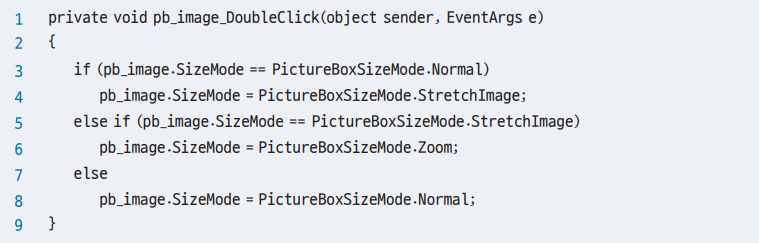 1 private void pb_image_DoubleClick(object sender, EventArgs e)
2 {
3 if (pb_image.SizeMode == PictureBoxSizeMode.Normal)
4 pb_image.SizeMode = PictureBoxSizeMode.StretchImage;
5 else if (pb_image.SizeMode == PictureBoxSizeMode.StretchImage)
6 pb_image.SizeMode = PictureBoxSizeMode.Zoom;
7 else
8 pb_image.SizeMode = PictureBoxSizeMode.Normal;
9 }